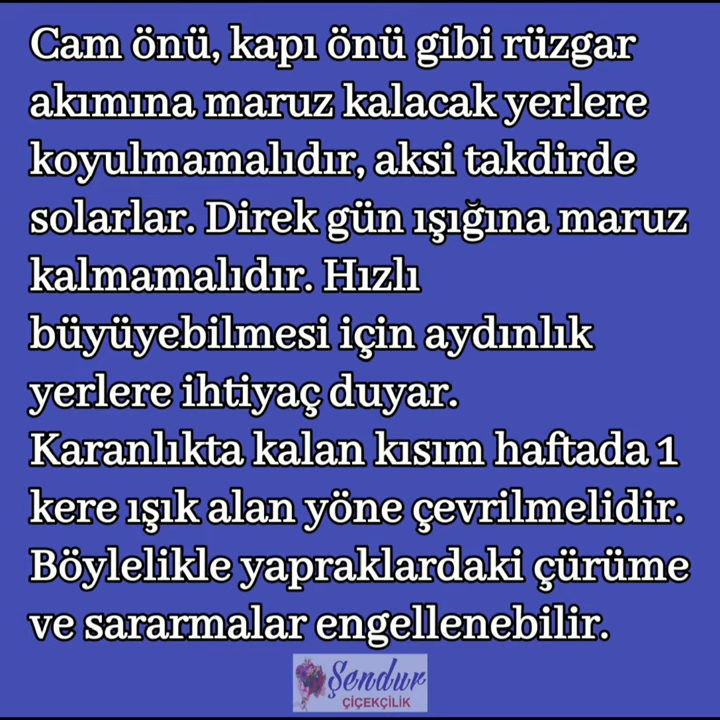 Cam önü, kapı önü gibi rüzgar
akımına maruz kalacak yerlere
koyulmamalıdır, aksi takdirde
solarlar. Direk gün ışığına maruz
kalmamalıdır. Hızlı
büyüyebilmesi için aydınlık
yerlere ihtiyaç duyar.
Karanlıkta kalan kısım haftada 1
kere ışık alan yöne çevrilmelidir.
Böylelikle yapraklardaki çürüme
ve sararmalar engellenebilir.
Şendur
ÇİÇEKÇİLİK